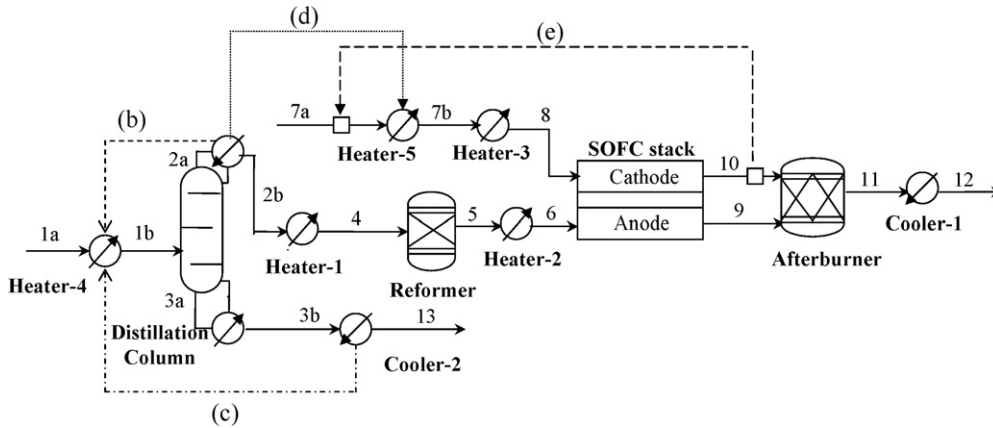 (d)
(e)
7a
7b
8
(b)
Heater-5
Heater-3
SOFC stack
2a
Cathode
10
11
12
2b
Anode
9
Cooler-1
1a
1b
4
5
6
Heater-4
Heater-1
Heater-2
Afterburner
Reformer
3a
3b
13
Distillation
Column
Cooler-2
(c)